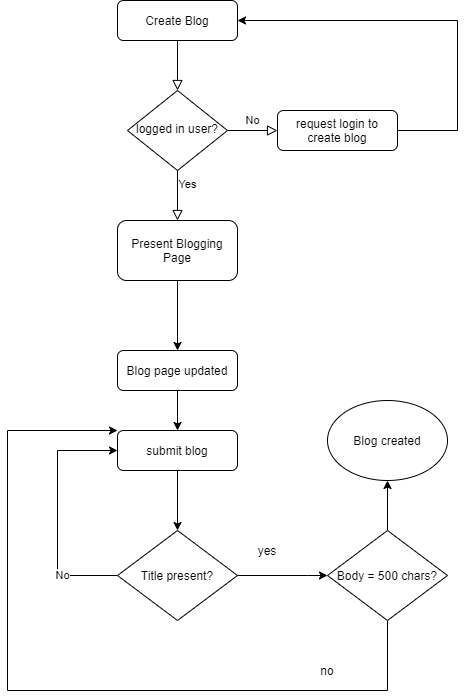 Create Blog
logged in user?
No
request login to
create blog
Yes
Present Blogging
Page
Blog page updated
submit blog
Blog created
yes
No
Title present?
Body = 500 chars?
no